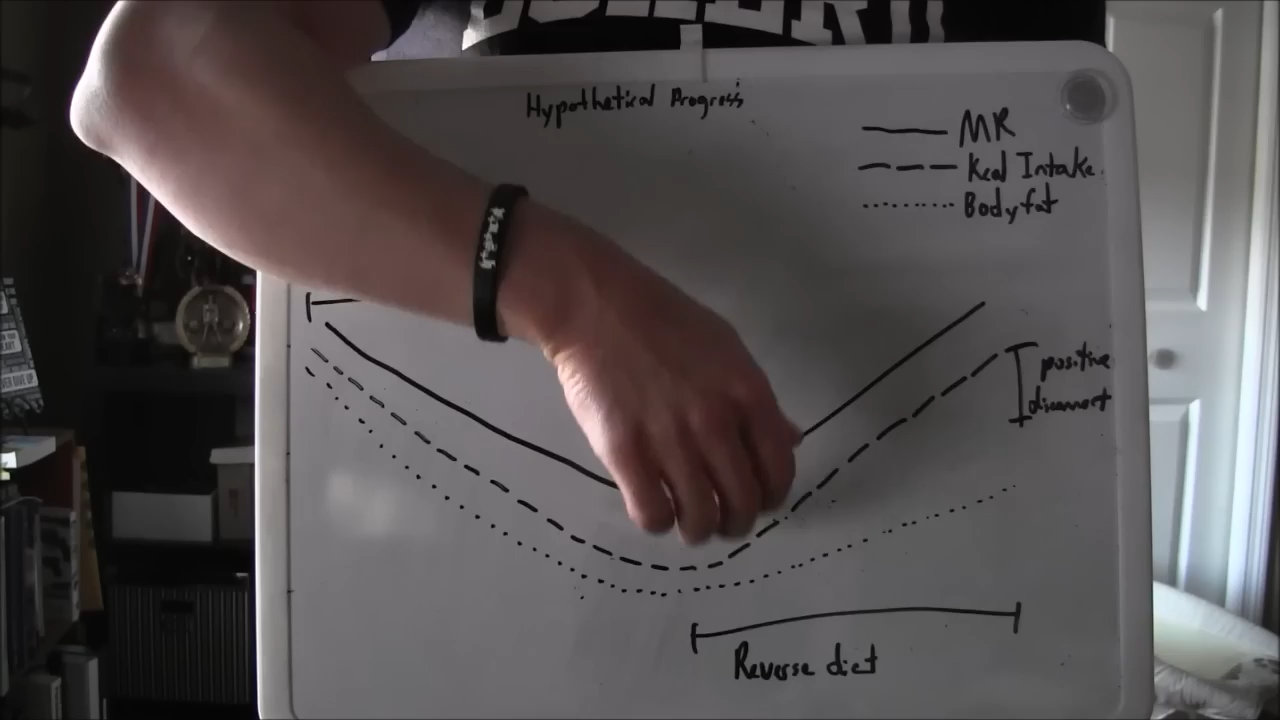 Hypothetical Progress
MR
Kcal Intake
Bodyfat
positive
disconnect
Reverse diet